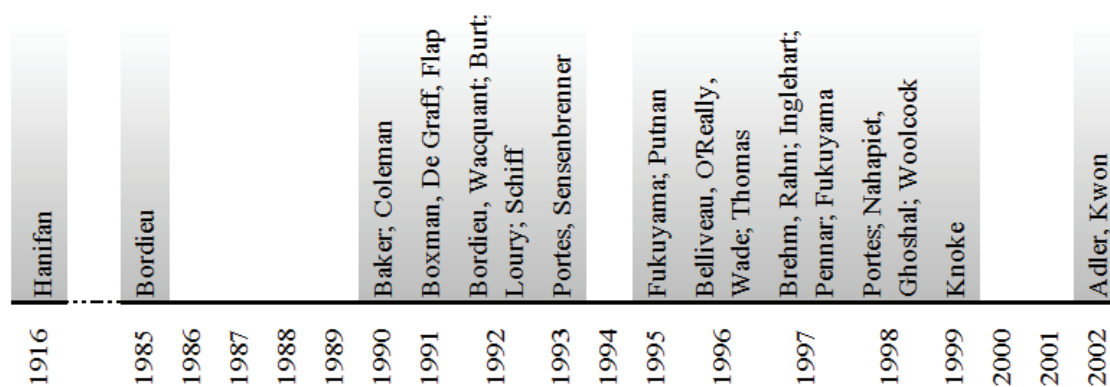 Hanifan
Bordieu
Baker; Coleman
Boxman, De Graff, Flap
Bordieu, Wacquant; Burt;
Loury; Schiff
Portes, Sensenbrenner
Fukuyama; Putnan
Belliveau, O'Really,
Wade; Thomas
Brehm, Rahn; Inglehart;
Pennar; Fukuyama
Portes; Nahapiet,
Ghoshal; Woolcock
Knoke
Adler, Kwon
1916
1985
1986
1987
1988
1989
1990
1991
1992
1993
1994
1995
1996
1997
1998
1999
2000
2001
2002